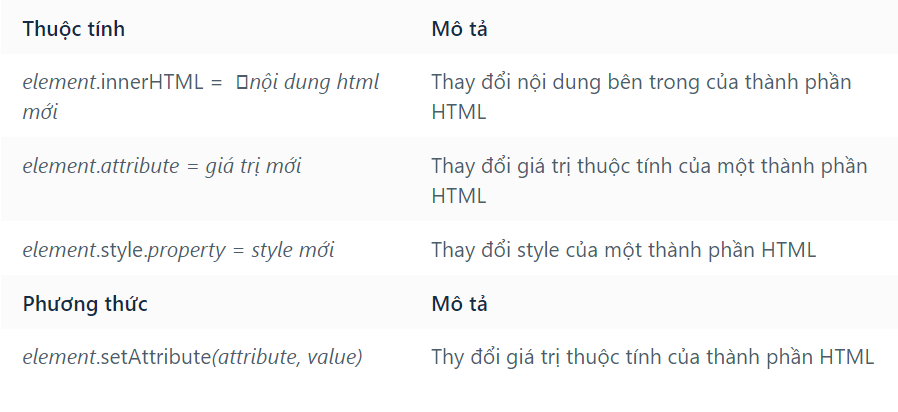 Thuộc tính Mô tả
element.innerHTML = nội dung html Thay đổi nội dung bên trong của thành phần
mới HTML
element.attribute = giá trị mới Thay đổi giá trị thuộc tính của một thành phần
HTML
element.style.property = style mới Thay đổi style của một thành phần HTML
Phương thức Mô tả
element.setAttribute(attribute, value) Thy đổi giá trị thuộc tính của thành phần HTML